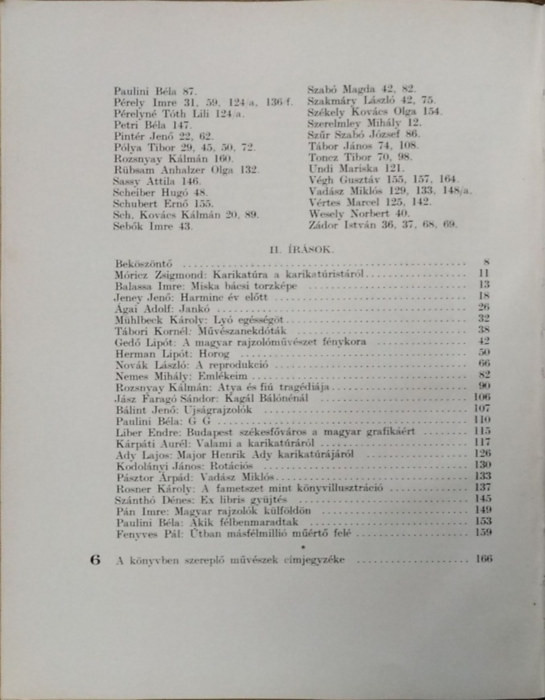 Paulini Béla 87.
Pérely Imre 31, 59, 124/a, 136/f.
Pérelyné Tóth Lili 124/a.
Petri Béla 147.
Pintér Jenő 22, 62.
Pólya Tibor 29, 45, 50, 72.
Rozsnyay Kálmán 160.
Rübsam Anhalzer Olga 132.
Sassy Attila 146.
Scheiber Hugó 48.
Schubert Ernő 155.
Sch. Kovács Kálmán 20, 89.
Sebők Imre 43.
Szabó Magda 42, 82.
Szakmáry László 42, 75.
Székely Kovács Olga 154.
Szerelmley Mihály 12.
Szűr Szabó József 86.
Tábor János 74, 108.
Toncz Tibor 70, 98.
Undi Mariska 121.
Végh Gusztáv 155, 157, 164.
Vadász Miklós 129, 133, 148/a.
Vértes Marcel 125, 142.
Wesely Norbert 40.
Zádor István 36, 37, 68, 69.
II. ÍRÁSOK.
Beköszöntő 8
Móricz Zsigmond: Karikatúra a karikatúristáról 11
Balassa Imre: Miska bácsi torzképe 13
Jeney Jenő: Harminc év előtt 18
Ágai Adolf: Jankó 26
Mühlbeck Károly: Lyó egésségöt 32
Tábori Kornél: Művészanekdóták 38
Gedő Lipót: A magyar rajzolóművészet fénykora 42
Herman Lipót: Horog 50
Novák László: A reprodukció 66
Nemes Mihály: Emlékeim 82
Rozsnyay Kálmán: Atya és fiú tragédiája 90
Jász Faragó Sándor: Kagál Bálónénál 106
Bálint Jenő: Ujságrajzolók 107
Paulini Béla: G G 110
Liber Endre: Budapest székesfőváros a magyar grafikáért 115
Kárpáti Aurél: Valami a karikatúráról 117
Ady Lajos: Major Henrik Ady karikatúrájáról 126
Kodolányi János: Rotációs 130
Pásztor Árpád: Vadász Miklós 133
Rosner Károly: A fametszet mint könyvillusztráció 137
Szánthó Dénes: Ex libris gyüjtés 145
Pán Imre: Magyar rajzolók külföldön 149
Paulini Béla: Akik félbenmaradtak 153
Fenyves Pál: Útban másfélmillió műértő felé 159
6 A könyvben szereplő művészek címjegyzéke 166